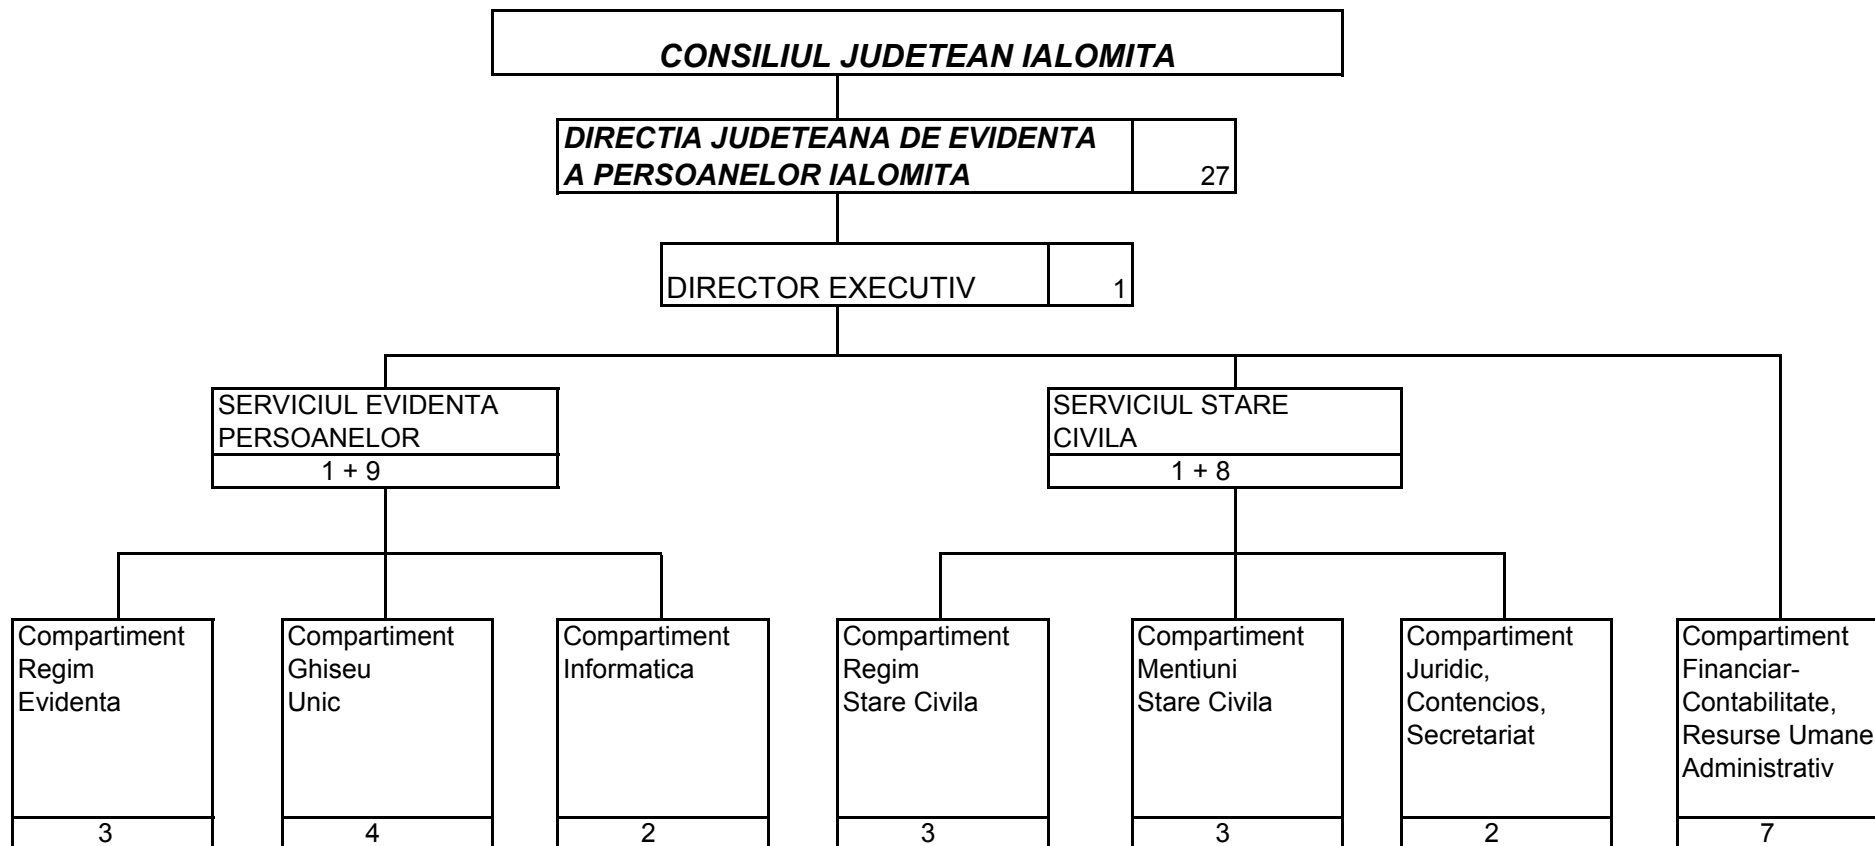 CONSILIUL JUDETEAN IALOMITA
DIRECTIA JUDETEANA DE EVIDENTA
A PERSOANELOR IALOMITA
27
DIRECTOR EXECUTIV
1
SERVICIUL EVIDENTA
PERSOANELOR
1 + 9
SERVICIUL STARE
CIVILA
1 + 8
Compartiment
Regim
Evidenta
3
Compartiment
Ghiseu
Unic
4
Compartiment
Informatica
2
Compartiment
Regim
Stare Civila
3
Compartiment
Mentiuni
Stare Civila
3
Compartiment
Juridic,
Contencios,
Secretariat
2
Compartiment
Financiar-
Contabilitate,
Resurse Umane
Administrativ
7